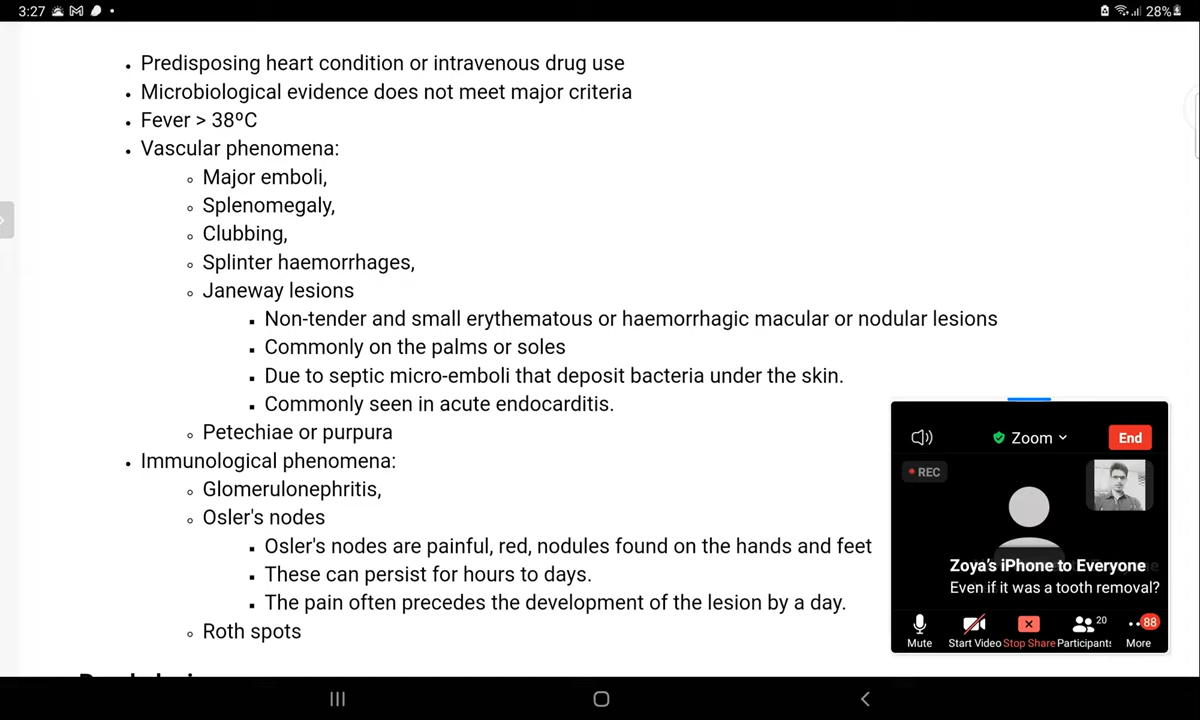 3:27
28%
• Predisposing heart condition or intravenous drug use
• Microbiological evidence does not meet major criteria
• Fever > 38ºC
• Vascular phenomena:
◦ Major emboli,
◦ Splenomegaly,
◦ Clubbing,
◦ Splinter haemorrhages,
◦ Janeway lesions
▪ Non-tender and small erythematous or haemorrhagic macular or nodular lesions
▪ Commonly on the palms or soles
▪ Due to septic micro-emboli that deposit bacteria under the skin.
▪ Commonly seen in acute endocarditis.
◦ Petechiae or purpura
• Immunological phenomena:
◦ Glomerulonephritis,
◦ Osler's nodes
▪ Osler's nodes are painful, red, nodules found on the hands and feet
▪ These can persist for hours to days.
▪ The pain often precedes the development of the lesion by a day.
◦ Roth spots
Zoom
End
REC
Zoya's iPhone to Everyone
Even if it was a tooth removal?
20
88
Mute
Start Video
Stop Share
Participants
More